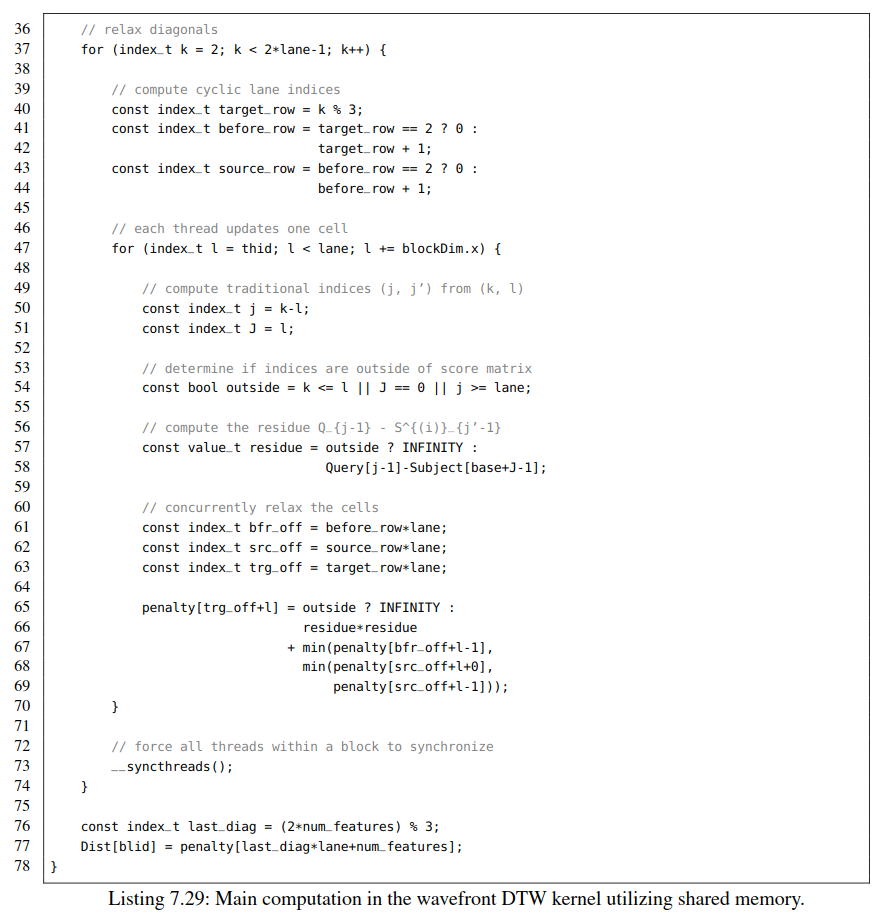 36 // relax diagonals
37 for (index_t k = 2; k < 2*lane-1; k++) {
38
39 // compute cyclic lane indices
40 const index_t target_row = k % 3;
41 const index_t before_row = target_row == 2 ? 0 :
42 target_row + 1;
43 const index_t source_row = before_row == 2 ? 0 :
44 before_row + 1;
45
46 // each thread updates one cell
47 for (index_t l = thid; l < lane; l += blockDim.x) {
48
49 // compute traditional indices (j, j’) from (k, l)
50 const index_t j = k-l;
51 const index_t J = l;
52
53 // determine if indices are outside of score matrix
54 const bool outside = k <= l || J == 0 || j >= lane;
55
56 // compute the residue Q_{j-1} - S^{(i)}_{j’-1}
57 const value_t residue = outside ? INFINITY :
58 Query[j-1]-Subject[base+J-1];
59
60 // concurrently relax the cells
61 const index_t bfr_off = before_row*lane;
62 const index_t src_off = source_row*lane;
63 const index_t trg_off = target_row*lane;
64
65 penalty[trg_off+l] = outside ? INFINITY :
66 residue*residue
67 + min(penalty[bfr_off+l-1],
68 min(penalty[src_off+l+0],
69 penalty[src_off+l-1]));
70 }
71
72 // force all threads within a block to synchronize
73 __syncthreads();
74 }
75
76 const index_t last_diag = (2*num_features) % 3;
77 Dist[blid] = penalty[last_diag*lane+num_features];
78 }
Listing 7.29: Main computation in the wavefront DTW kernel utilizing shared memory.